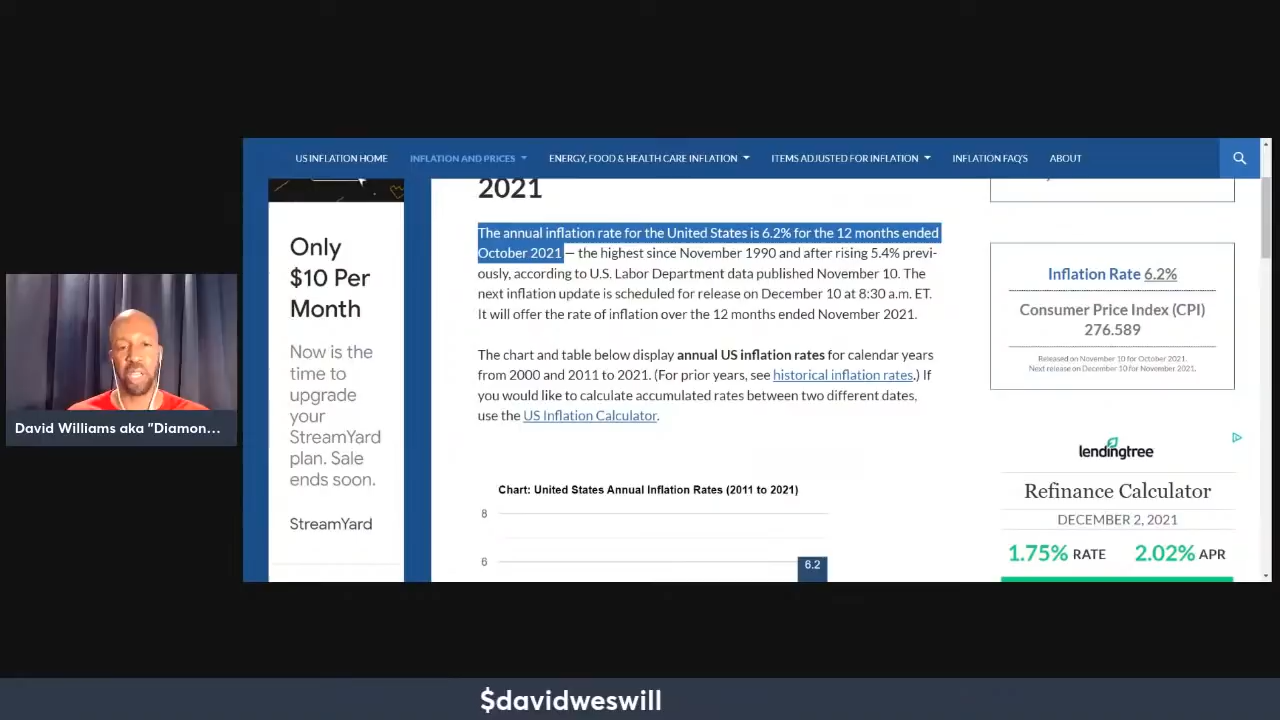 US INFLATION HOME
INFLATION AND PRICES
ENERGY, FOOD & HEALTH CARE INFLATION
ITEMS ADJUSTED FOR INFLATION
INFLATION FAQ'S
ABOUT
2021
Only
$10 Per
Month
Now is the
time to
upgrade
your
StreamYard
plan. Sale
ends soon.
StreamYard
The annual inflation rate for the United States is 6.2% for the 12 months ended
October 2021 — the highest since November 1990 and after rising 5.4% previ-
ously, according to U.S. Labor Department data published November 10. The
next inflation update is scheduled for release on December 10 at 8:30 a.m. ET.
It will offer the rate of inflation over the 12 months ended November 2021.
The chart and table below display annual US inflation rates for calendar years
from 2000 and 2011 to 2021. (For prior years, see historical inflation rates.) If
you would like to calculate accumulated rates between two different dates,
use the US Inflation Calculator.
Chart: United States Annual Inflation Rates (2011 to 2021)
8
6
6.2
Inflation Rate 6.2%
Consumer Price Index (CPI)
276.589
Released on November 10 for October 2021.
Next release on December 10 for November 2021.
lendingtree
Refinance Calculator
DECEMBER 2, 2021
1.75% RATE 2.02% APR
David Williams aka "Diamon...
$davidweswill